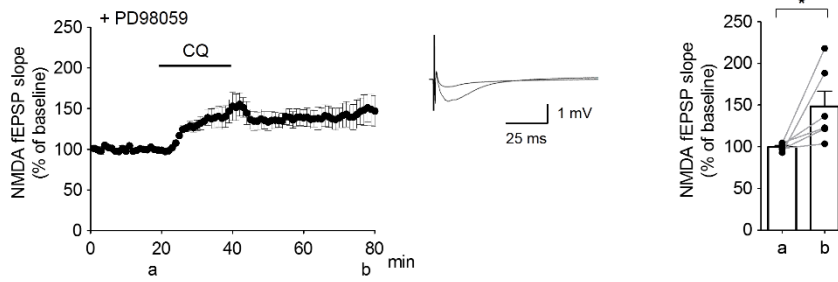 + PD98059
CQ
NMDA fEPSP slope
(% of baseline)
250
200
150
100
50
0
0 20 40 60 80 min
a b
1 mV
25 ms
*
NMDA fEPSP slope
(% of baseline)
250
200
150
100
50
0
a b